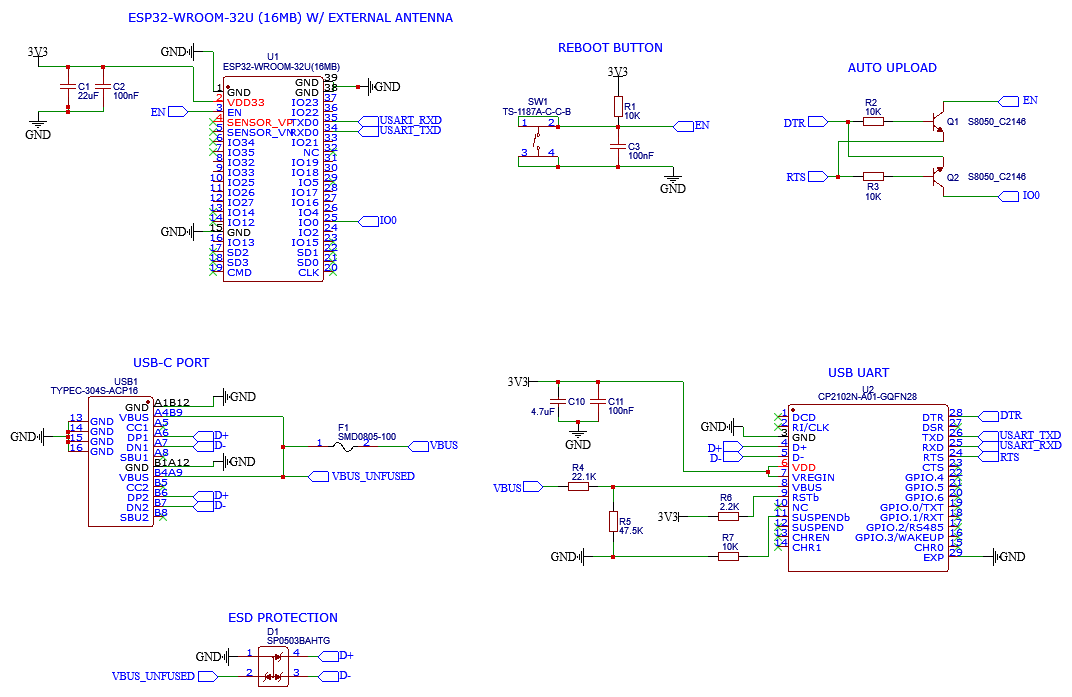 ESP32-WROOM-32U (16MB) W/ EXTERNAL ANTENNA
3V3
C1
22uF
C2
100nF
GND
EN
GND
GND
U1
ESP32-WROOM-32U(16MB)
1 GND
2 VDD33
3 EN
4 SENSOR_VP
5 SENSOR_VN
6 IO34
7 IO35
8 IO32
9 IO33
10 IO25
11 IO26
12 IO27
13 IO14
14 IO12
15 GND
16 IO13
17 SD2
18 SD3
19 CMD
GND 39
GND 38
IO23 37
IO22 36
TXD0 35
RXD0 34
IO21 33
NC 32
IO19 31
IO18 30
IO5 29
IO17 28
IO16 27
IO4 26
IO0 25
IO2 24
IO15 23
SD1 22
SD0 21
CLK 20
GND
USART_RXD
USART_TXD
IO0
REBOOT BUTTON
3V3
SW1
TS-1187A-C-C-B
1 2
3 4
R1
10K
EN
C3
100nF
GND
AUTO UPLOAD
DTR
R2
10K
EN
Q1 S8050_C2146
RTS
R3
10K
Q2 S8050_C2146
IO0
USB-C PORT
USB1
TYPEC-304S-ACP16
GND
13 GND
14 GND
15 GND
16 GND
GND A1B12
VBUS A4B9
CC1 A5
DP1 A6
DN1 A7
SBU1 A8
GND B1A12
VBUS B4A9
CC2 B5
DP2 B6
DN2 B7
SBU2 B8
GND
D+
D-
GND
D+
D-
F1
SMD0805-100
1 2
VBUS
VBUS_UNFUSED
USB UART
3V3
C10
4.7uF
C11
100nF
GND
U2
CP2102N-A01-GQFN28
GND
D+
D-
VBUS
R4
22.1K
R5
47.5K
3V3
R6
2.2K
GND
R7
10K
1 DCD
2 RI/CLK
3 GND
4 D+
5 D-
6 VDD
7 VREGIN
8 VBUS
9 RSTb
10 NC
11 SUSPENDb
12 SUSPEND
13 CHREN
14 CHR1
DTR 28
DSR 27
TXD 26
RXD 25
RTS 24
CTS 23
GPIO.4 22
GPIO.5 21
GPIO.6 20
GPIO.0/TXT 19
GPIO.1/RXT 18
GPIO.2/RS485 17
GPIO.3/WAKEUP 16
CHR0 15
EXP 29
DTR
USART_TXD
USART_RXD
RTS
GND
ESD PROTECTION
D1
SP0503BAHTG
GND 1
VBUS_UNFUSED 2
4 D+
3 D-